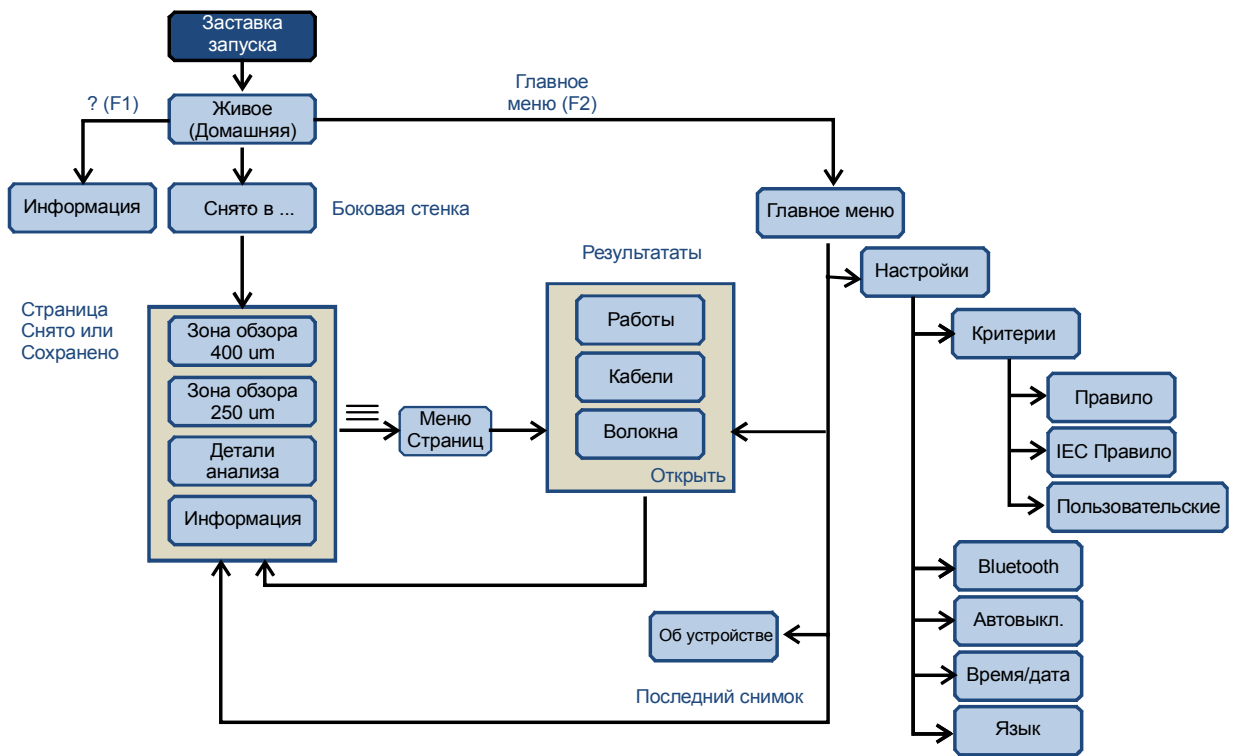 Заставка
запуска
? (F1)
Главное
меню (F2)
Живое
(Домашняя)
Информация
Снято в ...
Боковая стенка
Главное меню
Результататы
Настройки
Страница
Снято или
Сохранено
Зона обзора
400 um
Зона обзора
250 um
Детали
анализа
Информация
Меню
Страниц
Работы
Кабели
Волокна
Открыть
Критерии
Правило
IEC Правило
Пользовательские
Bluetooth
Автовыкл.
Время/дата
Язык
Об устройстве
Последний снимок